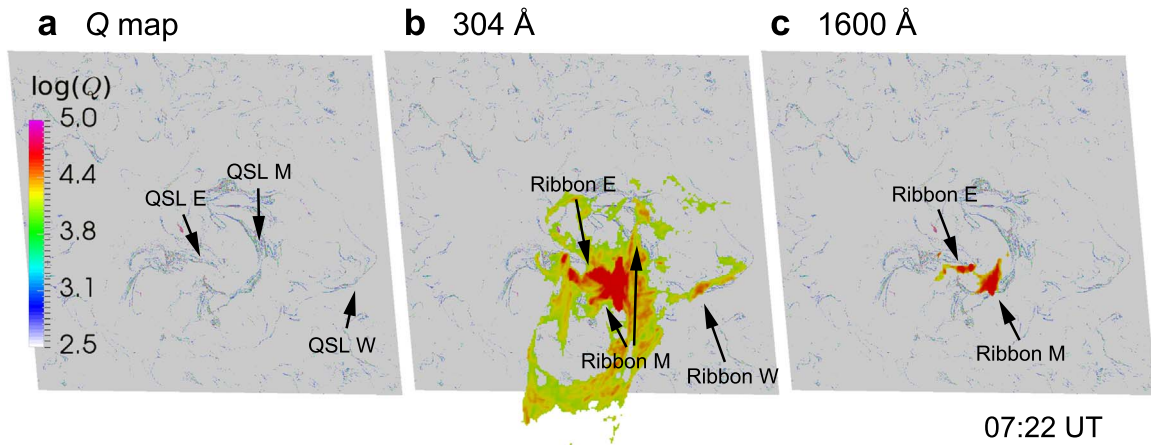 a Q map
b 304 Å
c 1600 Å
log(Q)
5.0
4.4
3.8
3.1
2.5
QSL E
QSL M
QSL W
Ribbon E
Ribbon M
Ribbon W
Ribbon E
Ribbon M
07:22 UT